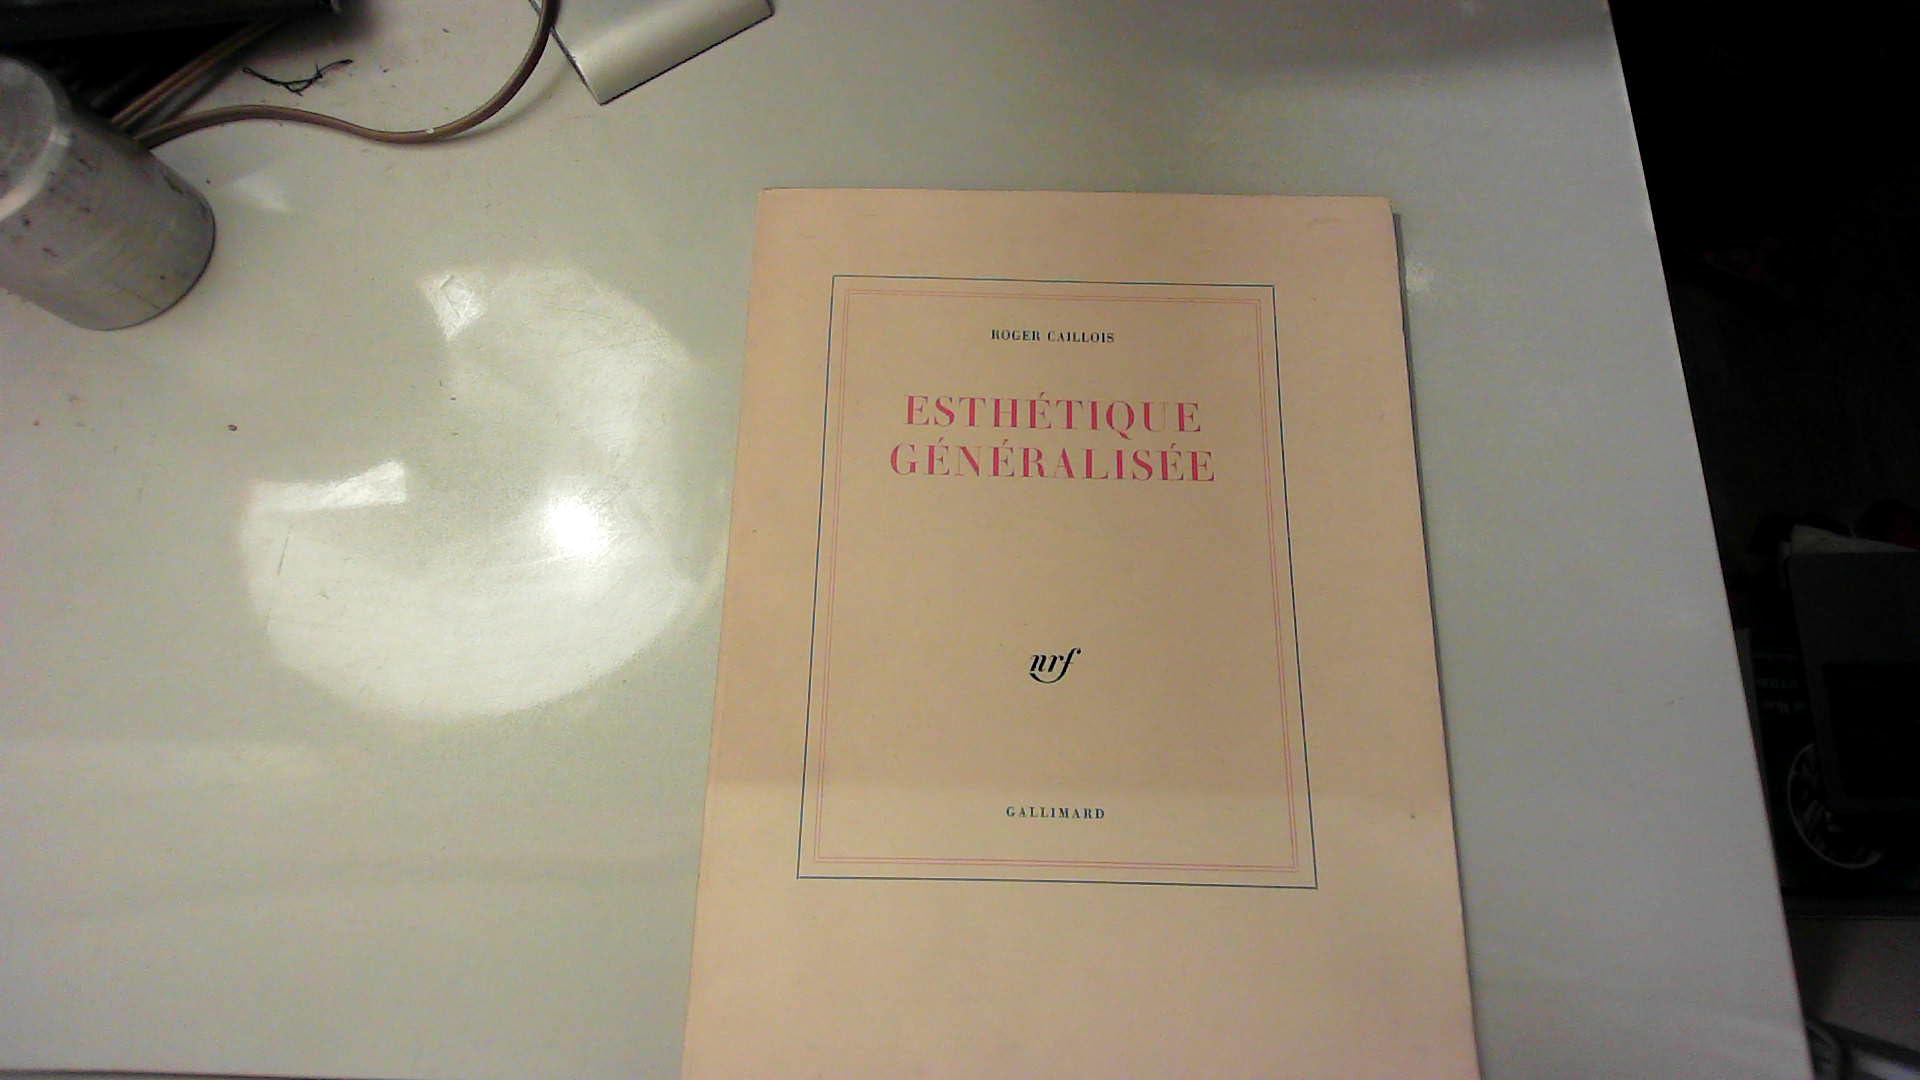 ROGER CAILLOIS
ESTHÉTIQUE
GÉNÉRALISÉE
nrf
GALLIMARD